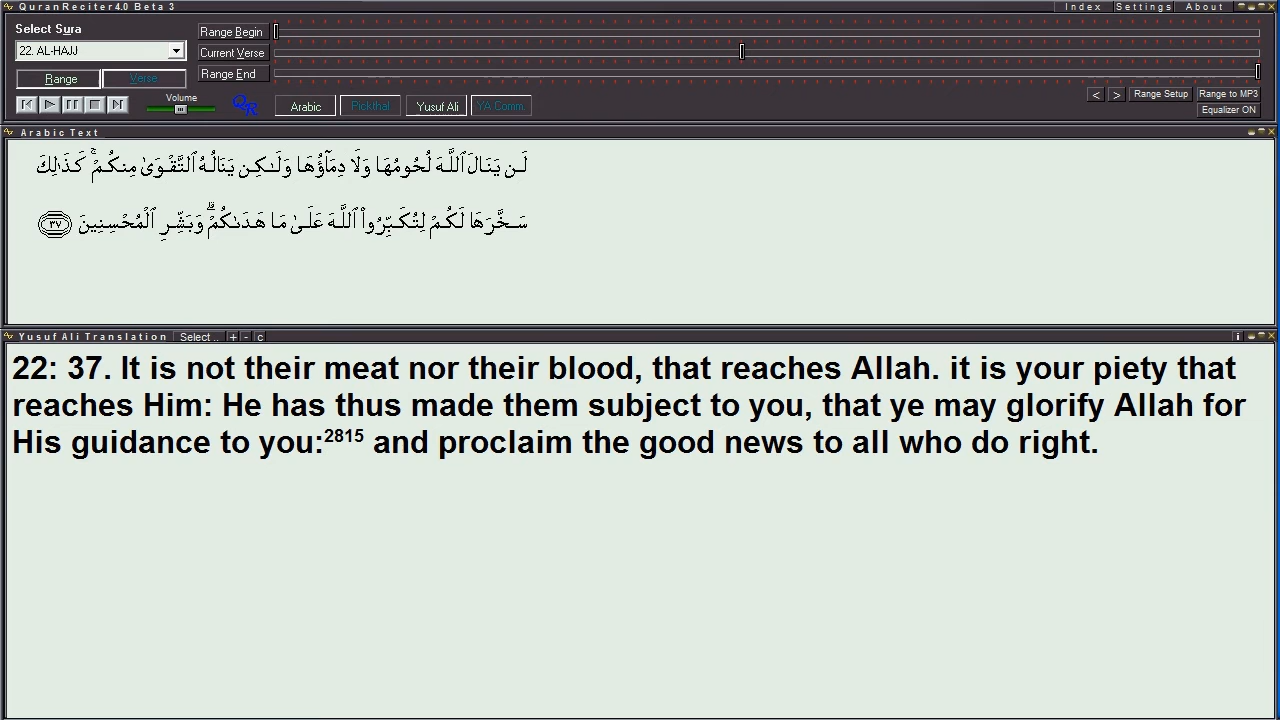 QuranReciter4.0 Beta 3
Index Settings About
Select Sura
22. AL-HAJJ
Range Verse
Range Begin
Current Verse
Range End
Volume
QR
Arabic Pickthal Yusuf Ali YA Comm.
< > Range Setup Range to MP3
Equalizer ON
Arabic Text
لَن يَنَالَ ٱللَّهَ لُحُومُهَا وَلَا دِمَآؤُهَا وَلَـٰكِن يَنَالُهُ ٱلتَّقْوَىٰ مِنكُمْ ۚ كَذَٰلِكَ
سَخَّرَهَا لَكُمْ لِتُكَبِّرُوا۟ ٱللَّهَ عَلَىٰ مَا هَدَىٰكُمْ ۗ وَبَشِّرِ ٱلْمُحْسِنِينَ ٣٧
Yusuf Ali Translation Select .. + - c i
22: 37. It is not their meat nor their blood, that reaches Allah. it is your piety that
reaches Him: He has thus made them subject to you, that ye may glorify Allah for
His guidance to you:2815 and proclaim the good news to all who do right.